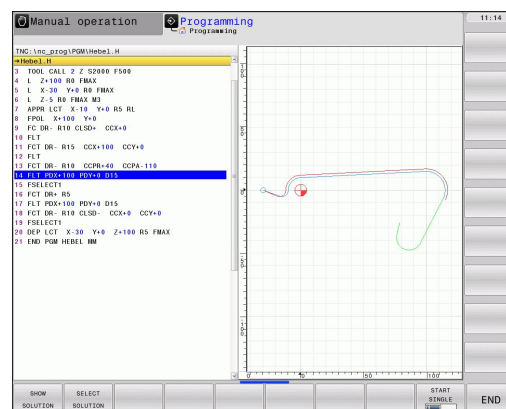 Manual operation
Programming
Programming
11:14
TNC:\nc_prog\PGM\Hebel.H
→Hebel.H
3 TOOL CALL 2 Z S2000 F500
4 L Z+100 R0 FMAX
5 L X-30 Y+0 R0 FMAX
6 L Z-5 R0 FMAX M3
7 APPR LCT X-10 Y+0 R5 RL
8 FPOL X+100 Y+0
9 FC DR- R10 CLSD+ CCX+0
10 FLT
11 FCT DR- R15 CCX+100 CCY+0
12 FLT
13 FCT DR- R10 CCPR+40 CCPA-110
14 FLT PDX+100 PDY+0 D15
15 FSELECT1
16 FCT DR+ R5
17 FLT PDX+100 PDY+0 D15
18 FCT DR- R10 CLSD- CCX+0 CCY+0
19 FSELECT1
20 DEP LCT X-30 Y+0 Z+100 R5 FMAX
21 END PGM HEBEL MM
0
50
100
SHOW SELECT START
SOLUTION SOLUTION SINGLE END